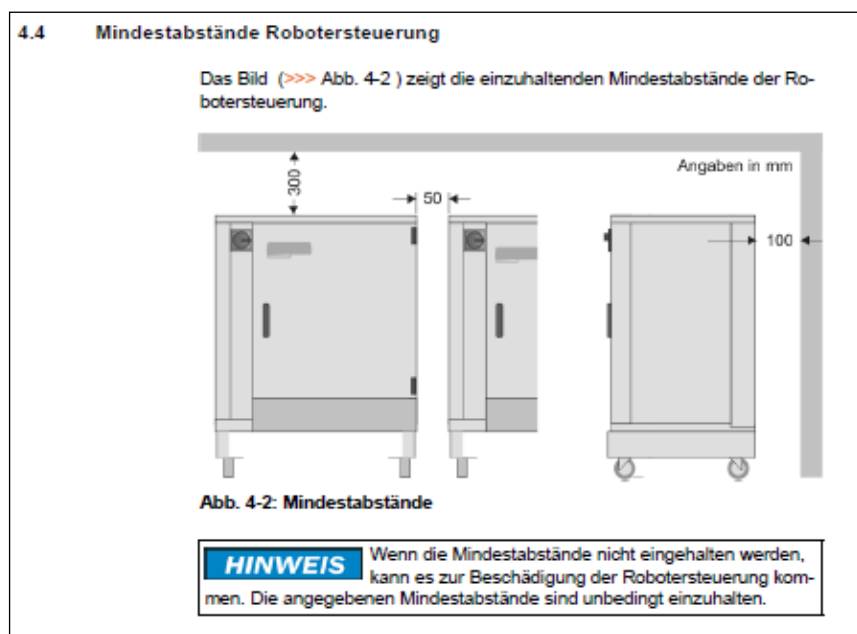 4.4 Mindestabstände Robotersteuerung
Das Bild (>>> Abb. 4-2 ) zeigt die einzuhaltenden Mindestabstände der Ro-
botersteuerung.
Angaben in mm
300
50
100
Abb. 4-2: Mindestabstände
HINWEIS Wenn die Mindestabstände nicht eingehalten werden,
kann es zur Beschädigung der Robotersteuerung kom-
men. Die angegebenen Mindestabstände sind unbedingt einzuhalten.